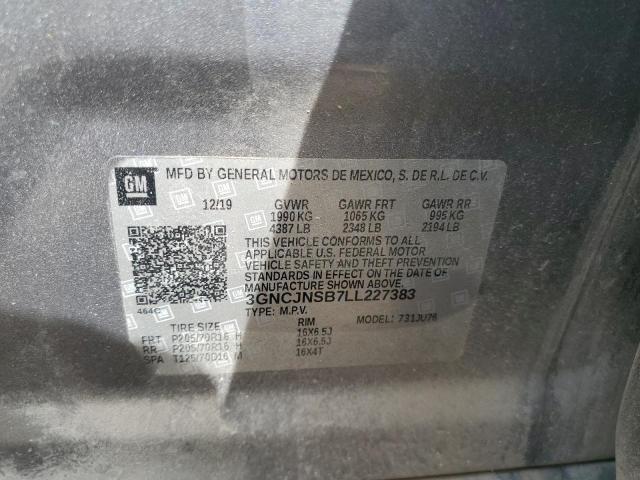 GM
MFD BY GENERAL MOTORS DE MEXICO, S. DE R.L. DE C.V.
12/19 GVWR GAWR FRT GAWR RR
1990 KG 1065 KG 995 KG
4387 LB 2348 LB 2194 LB
THIS VEHICLE CONFORMS TO ALL
APPLICABLE U.S. FEDERAL MOTOR
VEHICLE SAFETY AND THEFT PREVENTION
STANDARDS IN EFFECT ON THE DATE OF
MANUFACTURE SHOWN ABOVE.
3GNCJNSB7LL227383
TYPE: M.P.V. MODEL: 731JU76
TIRE SIZE RIM
FRT P205/70R16 H 16X6.5J
RR P205/70R16 H 16X6.5J
SPA T125/70D16 M 16X4T